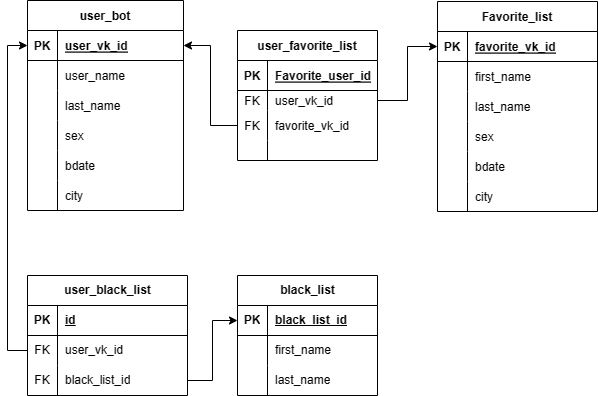 user_bot
PK user_vk_id
user_name
last_name
sex
bdate
city
user_favorite_list
PK Favorite_user_id
FK user_vk_id
FK favorite_vk_id
Favorite_list
PK favorite_vk_id
first_name
last_name
sex
bdate
city
user_black_list
PK id
FK user_vk_id
FK black_list_id
black_list
PK black_list_id
first_name
last_name